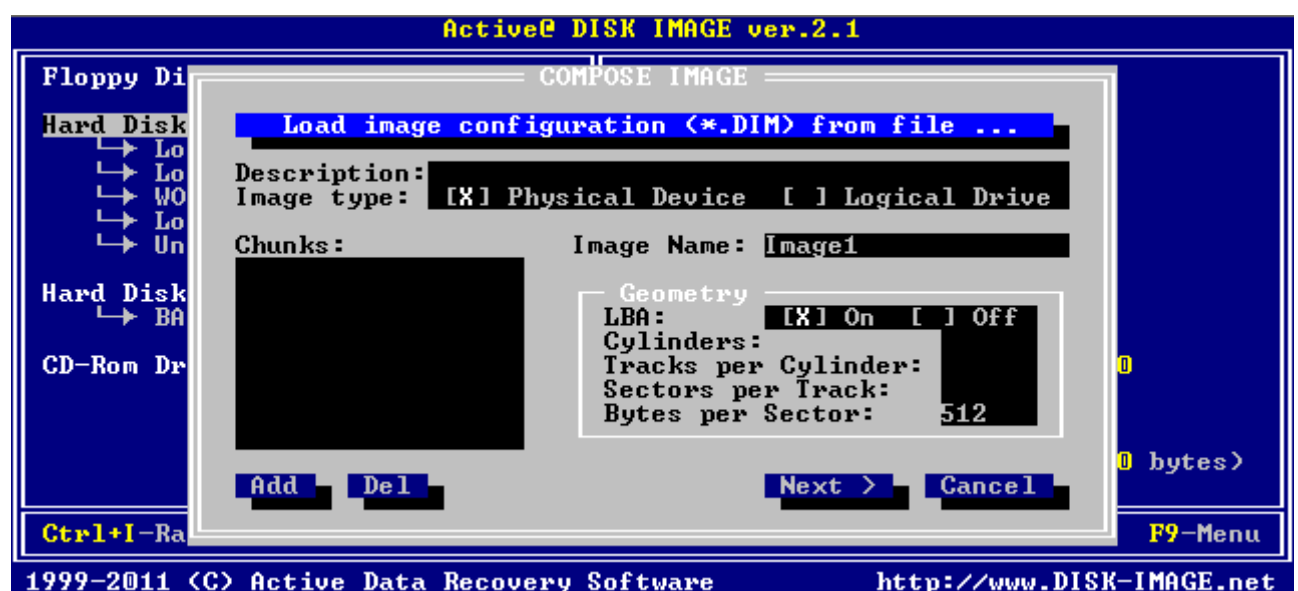 Active@ DISK IMAGE ver.2.1
Floppy Di
COMPOSE IMAGE
Hard Disk
Load image configuration (*.DIM) from file ...
Lo
Lo
Description:
WO
Image type: [X] Physical Device [ ] Logical Drive
Lo
Un
Chunks:
Image Name: Image1
Hard Disk
BA
Geometry
LBA: [X] On [ ] Off
Cylinders:
CD-Rom Dr
Tracks per Cylinder:
0
Sectors per Track:
Bytes per Sector: 512
0 bytes)
Add Del Next > Cancel
Ctrl+I-Ra
F9-Menu
1999-2011 (C) Active Data Recovery Software http://www.DISK-IMAGE.net